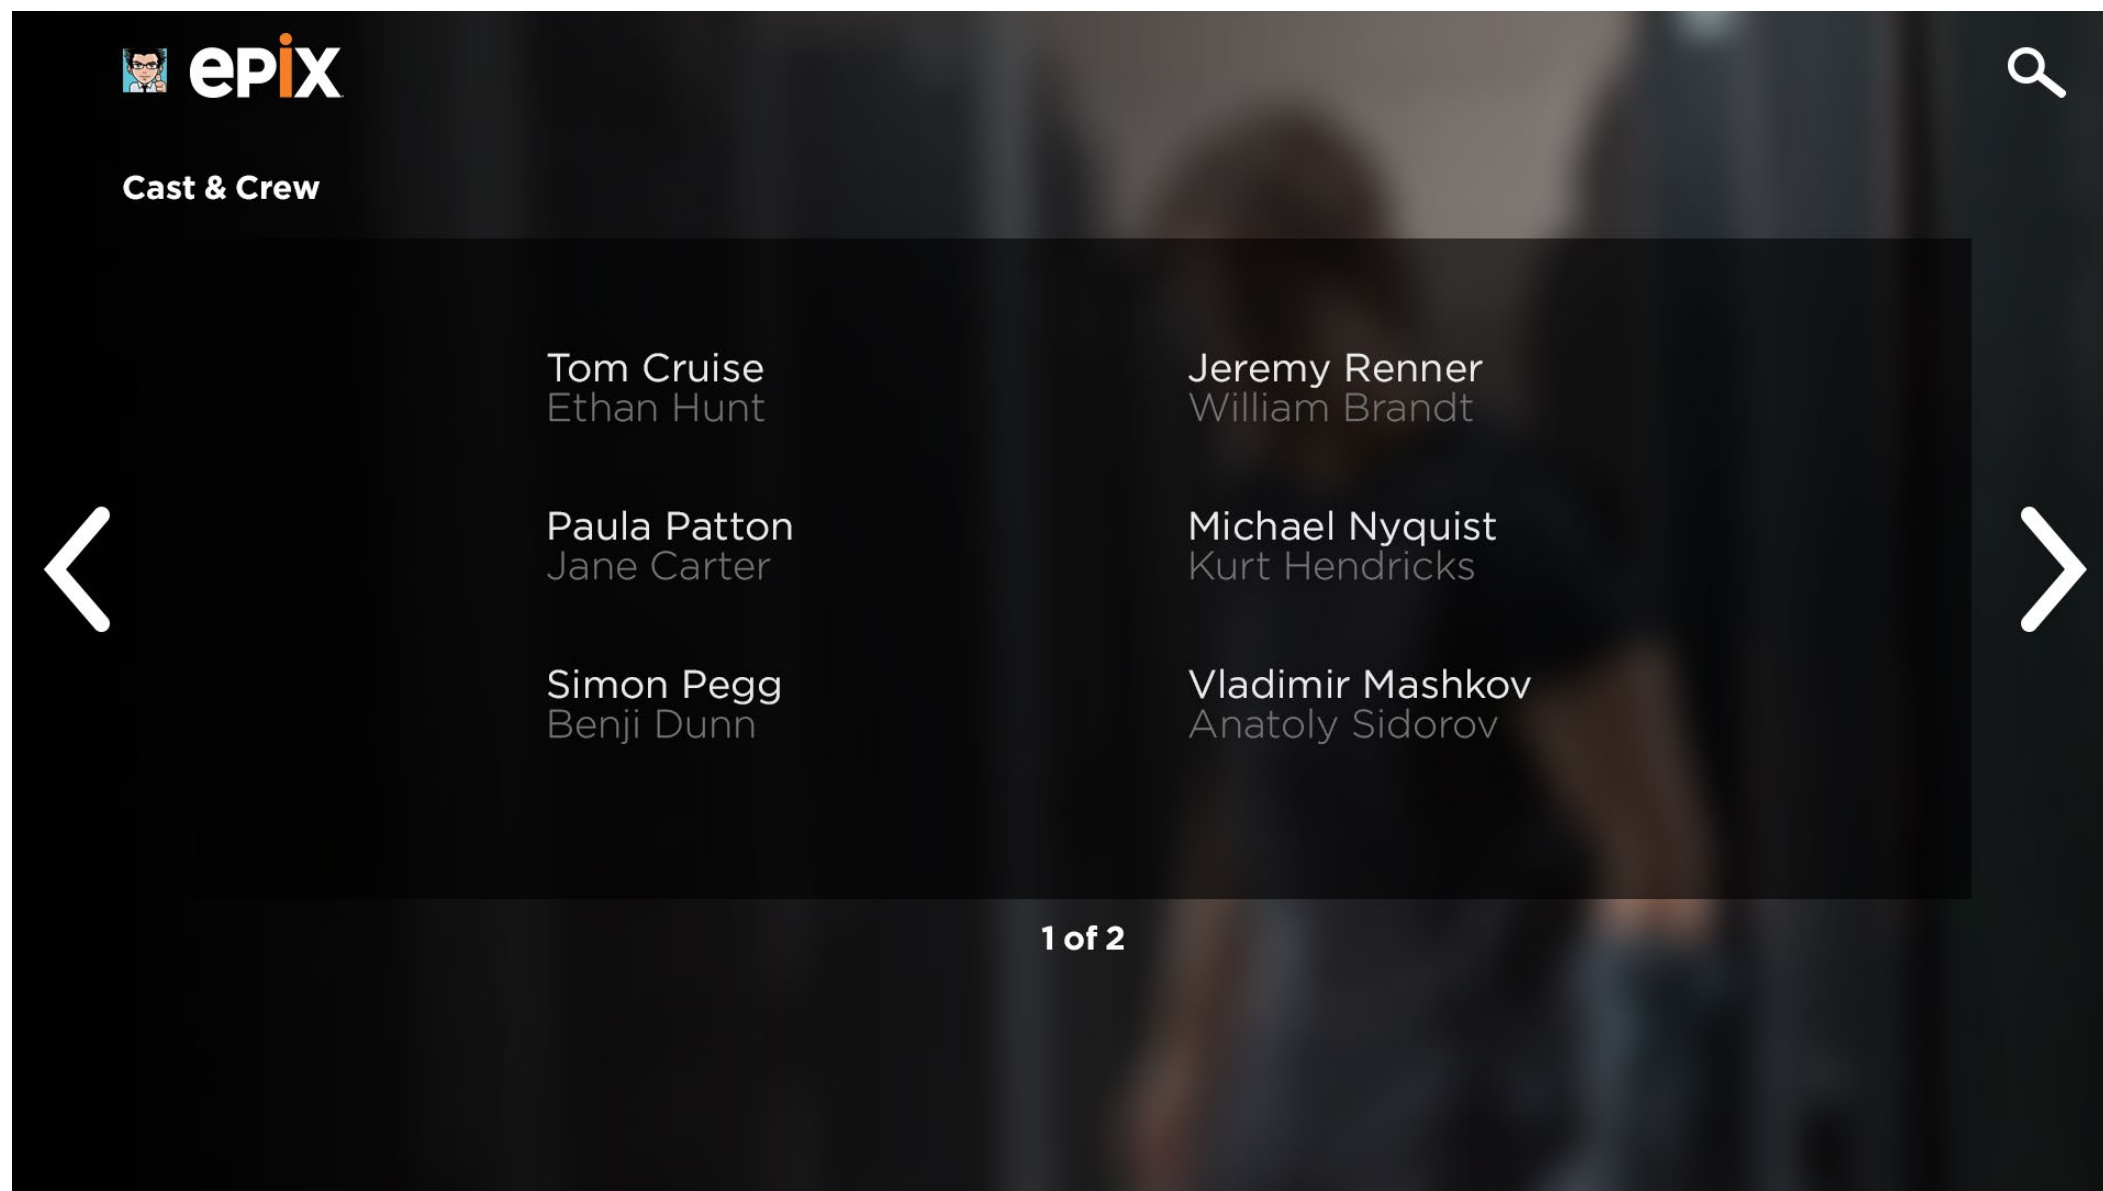 epix
Cast & Crew
Tom Cruise
Ethan Hunt
Jeremy Renner
William Brandt
Paula Patton
Jane Carter
Michael Nyquist
Kurt Hendricks
Simon Pegg
Benji Dunn
Vladimir Mashkov
Anatoly Sidorov
1 of 2